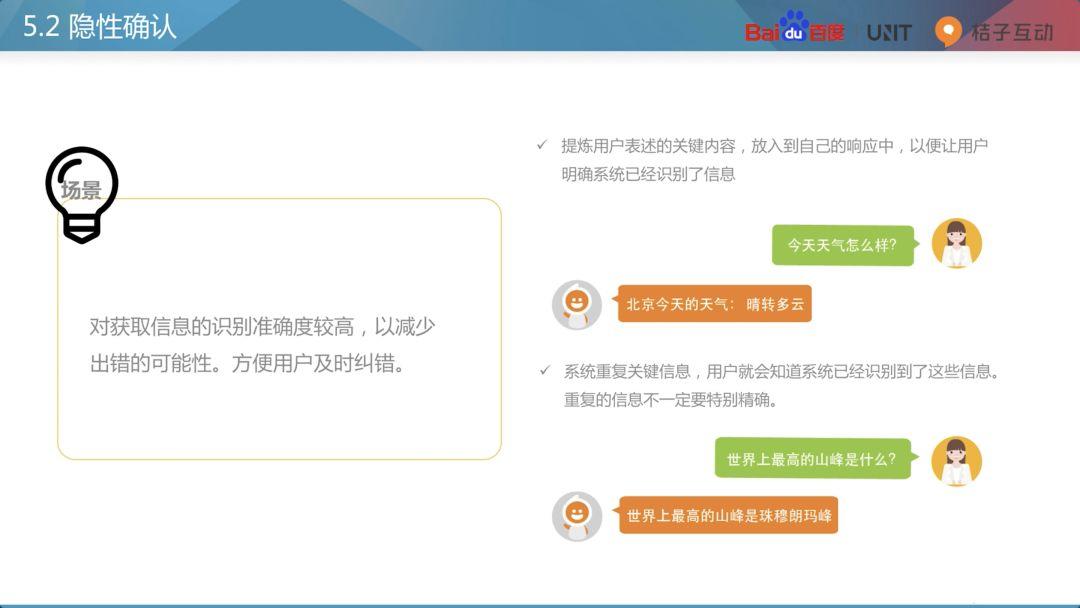 5.2 隐性确认
Bai du 百度 UNIT 桔子互动
场景
对获取信息的识别准确度较高，以减少
出错的可能性。方便用户及时纠错。
✓ 提炼用户表述的关键内容，放入到自己的响应中，以便让用户
明确系统已经识别了信息
今天天气怎么样?
北京今天的天气： 晴转多云
✓ 系统重复关键信息，用户就会知道系统已经识别到了这些信息。
重复的信息不一定要特别精确。
世界上最高的山峰是什么?
世界上最高的山峰是珠穆朗玛峰